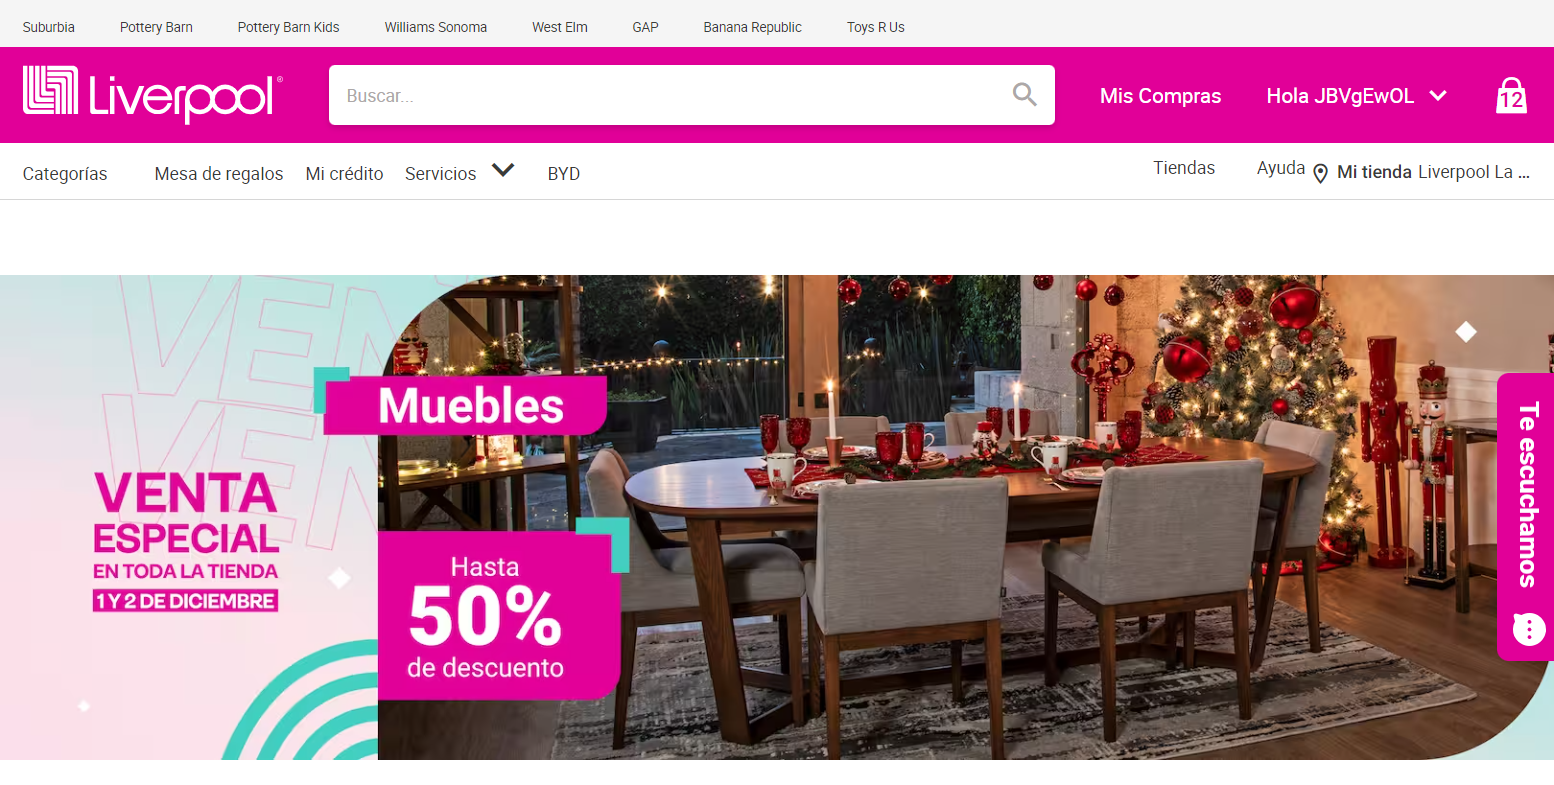 Suburbia Pottery Barn Pottery Barn Kids Williams Sonoma West Elm GAP Banana Republic Toys R Us
Liverpool® Buscar... Mis Compras Hola JBVgEwOL 12
Categorías Mesa de regalos Mi crédito Servicios BYD Tiendas Ayuda Mi tienda Liverpool La ...
VEN
VEN
Muebles
VENTA
ESPECIAL
EN TODA LA TIENDA
1 Y 2 DE DICIEMBRE
Hasta
50%
de descuento
Te escuchamos